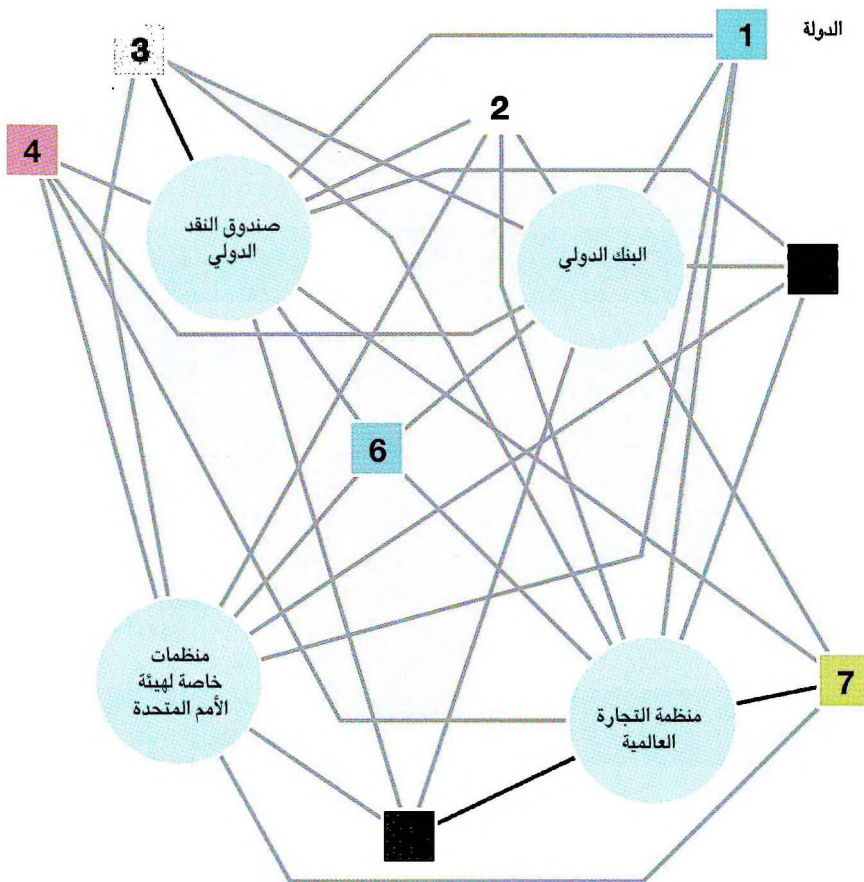 الدولة
1
3
2
4
صندوق النقد
الدولي
البنك الدولي
6
منظمات
خاصة لهيئة
الأمم المتحدة
7
منظمة التجارة
العالمية